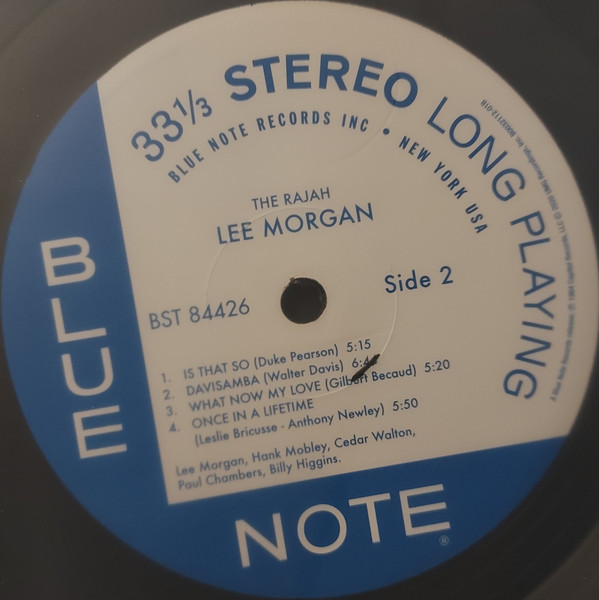 33⅓ STEREO LONG PLAYING
BLUE NOTE RECORDS INC • NEW YORK USA
THE RAJAH
LEE MORGAN
BST 84426
Side 2
1. IS THAT SO (Duke Pearson) 5:15
2. DAVISAMBA (Walter Davis)
3. WHAT NOW MY LOVE (Gilbert Becaud) 5:20
4. ONCE IN A LIFETIME
(Leslie Bricusse - Anthony Newley) 5:50
Lee Morgan, Hank Mobley, Cedar Walton,
Paul Chambers, Billy Higgins.
BLUE
NOTE®